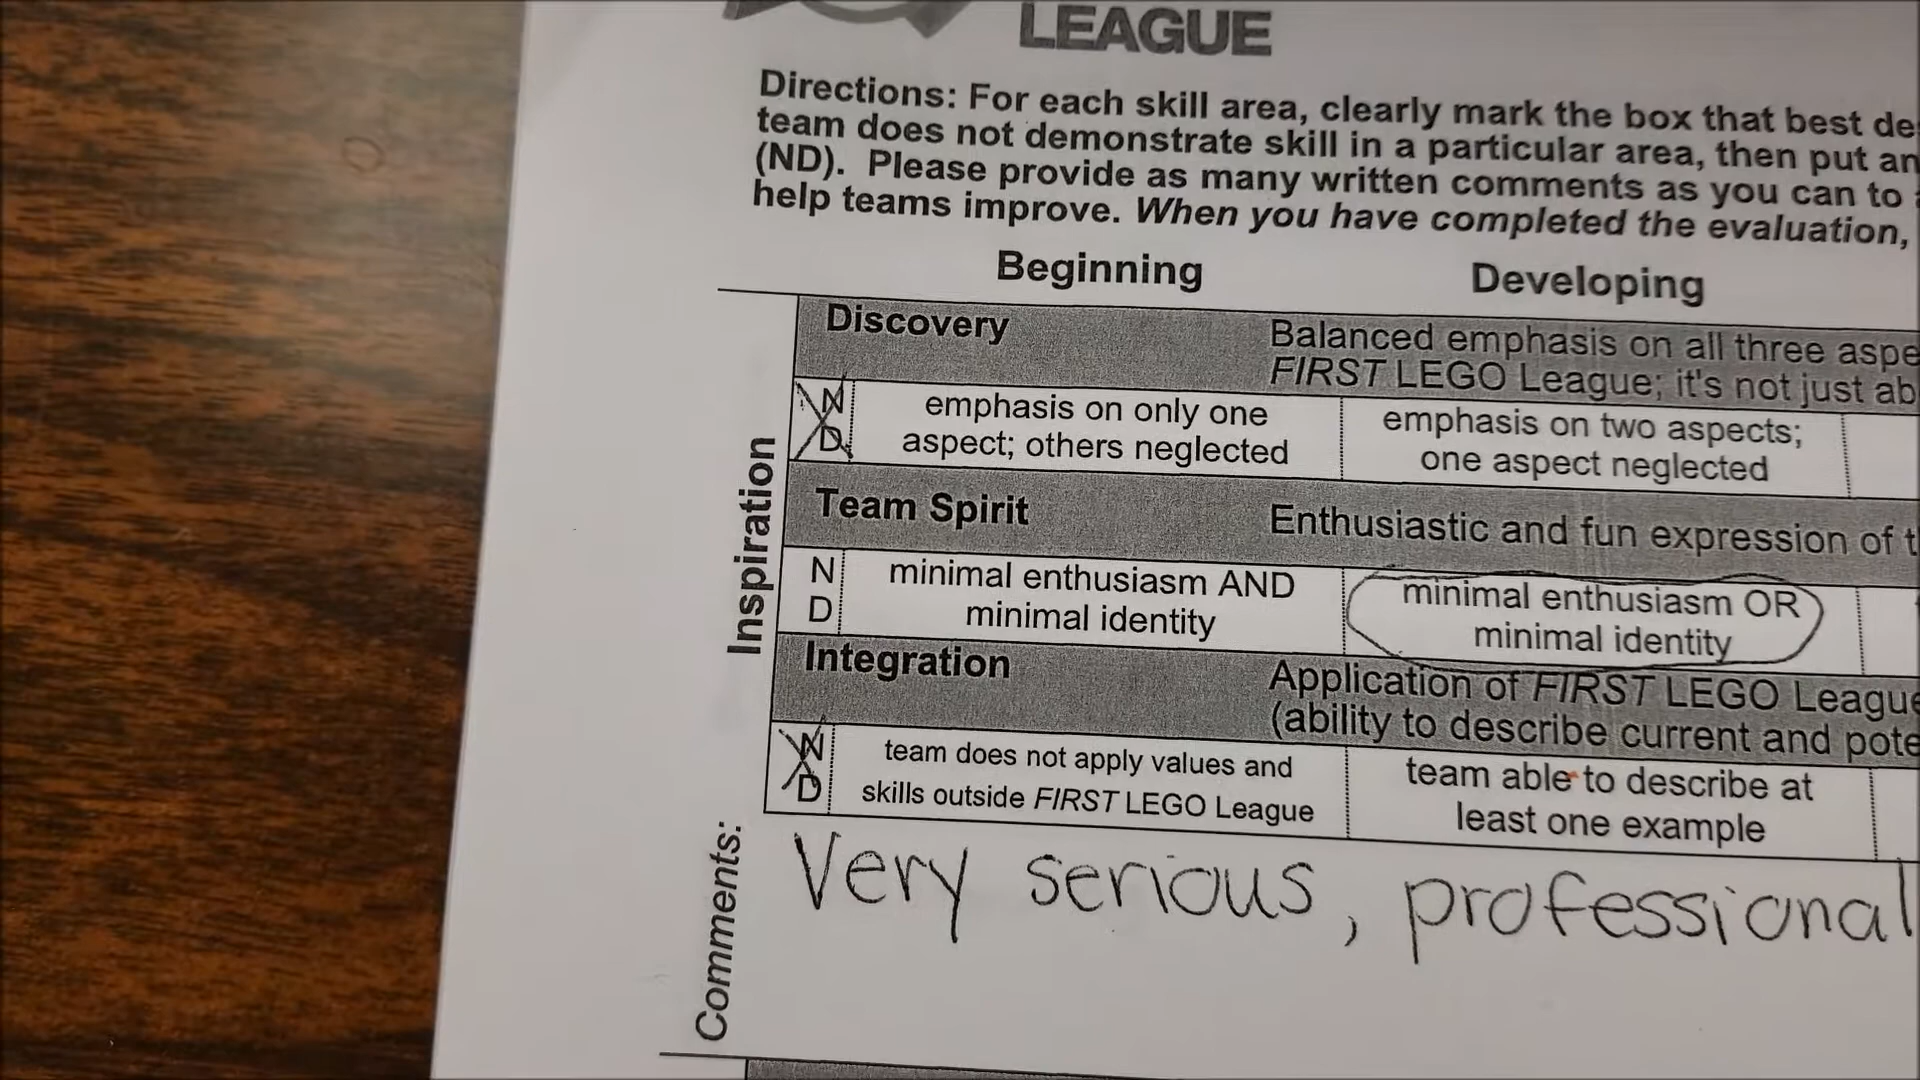 LEAGUE
Directions: For each skill area, clearly mark the box that best
team does not demonstrate skill in a particular area, then put an
(ND). Please provide as many written comments as you can to
help teams improve. When you have completed the evaluation,
Beginning Developing
Discovery Balanced emphasis on all three
FIRST LEGO League; it's not just
N emphasis on only one emphasis on two aspects;
D aspect; others neglected one aspect neglected
Inspiration
Team Spirit Enthusiastic and fun expression of
N minimal enthusiasm AND minimal enthusiasm OR
D minimal identity minimal identity
Integration Application of FIRST LEGO League
(ability to describe current and
N team does not apply values and team able to describe at
D skills outside FIRST LEGO League least one example
Comments:
Very serious, professional